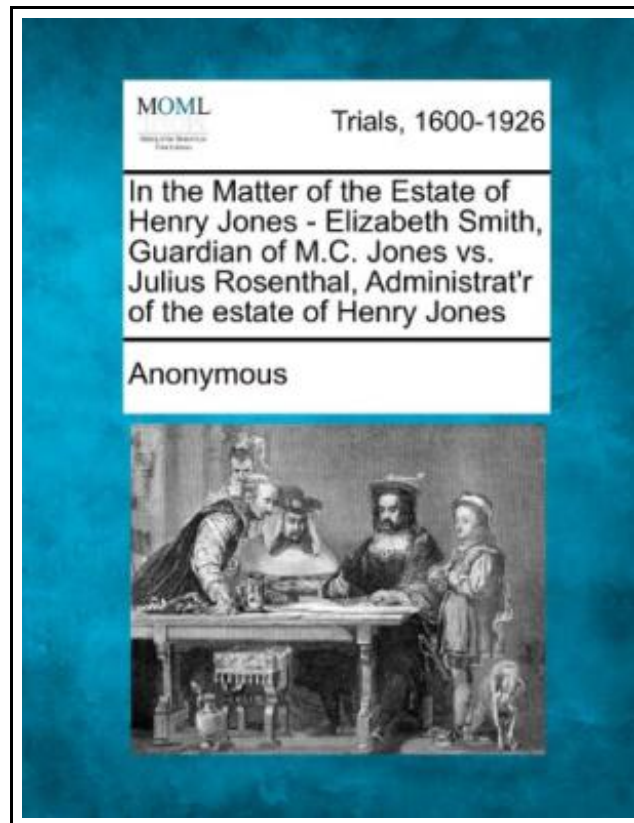 MOML
Trials, 1600-1926
In the Matter of the Estate of
Henry Jones - Elizabeth Smith,
Guardian of M.C. Jones vs.
Julius Rosenthal, Administrat'r
of the estate of Henry Jones
Anonymous